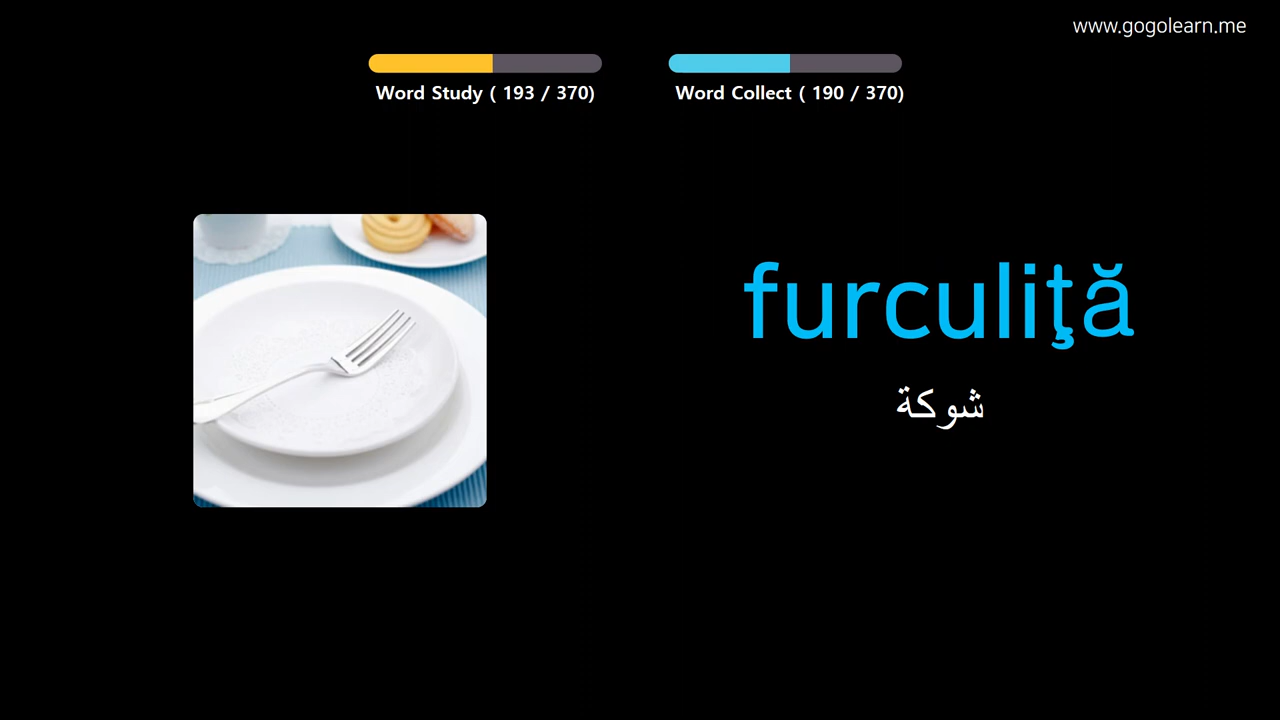 www.gogolearn.me
Word Study ( 193 / 370)
Word Collect ( 190 / 370)
furculiţă
شوكة